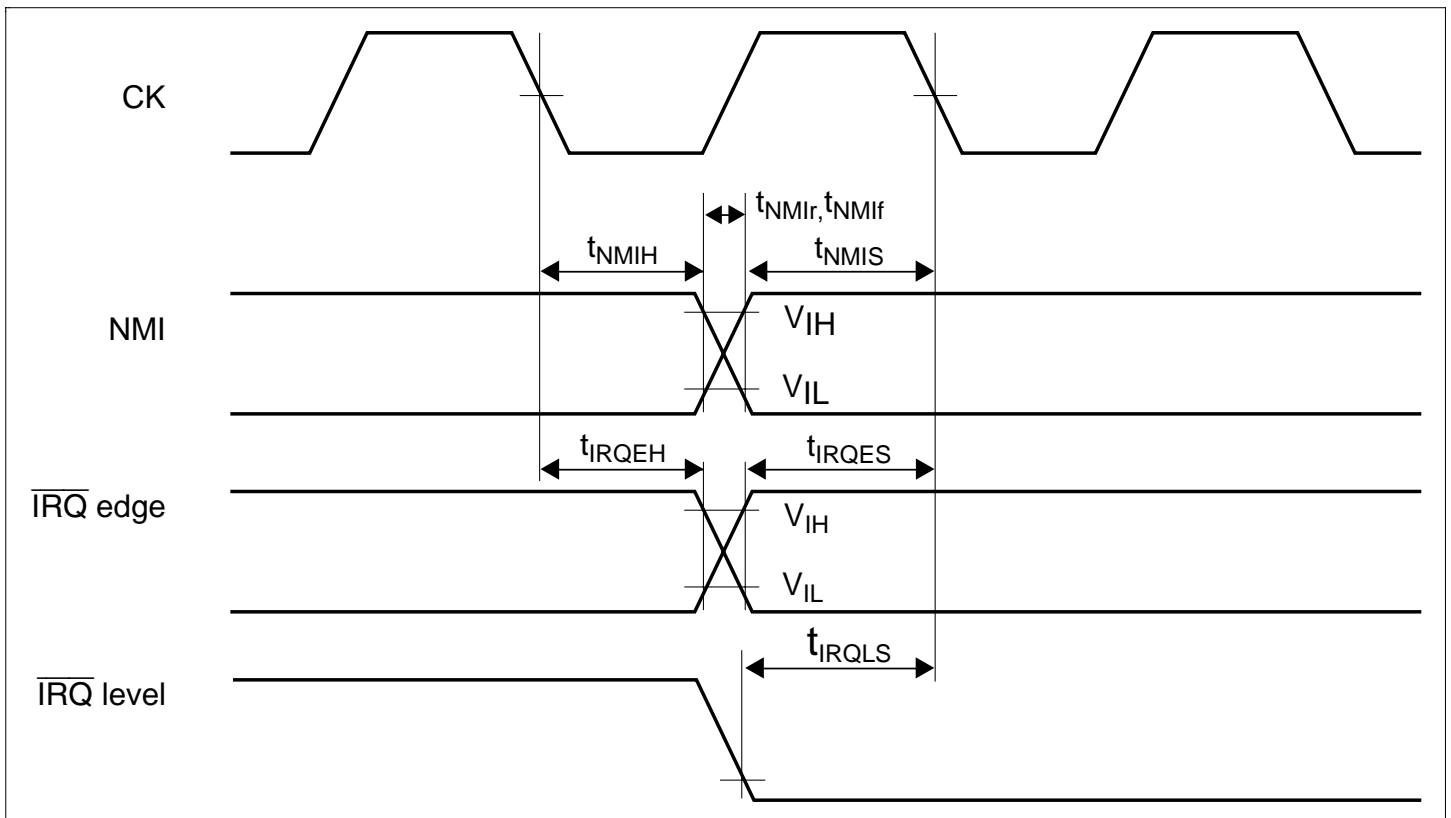 CK
tNMIr,tNMIf
tNMIH
tNMIS
NMI
VIH
VIL
tIRQEH
tIRQES
IRQ edge
VIH
VIL
tIRQLS
IRQ level